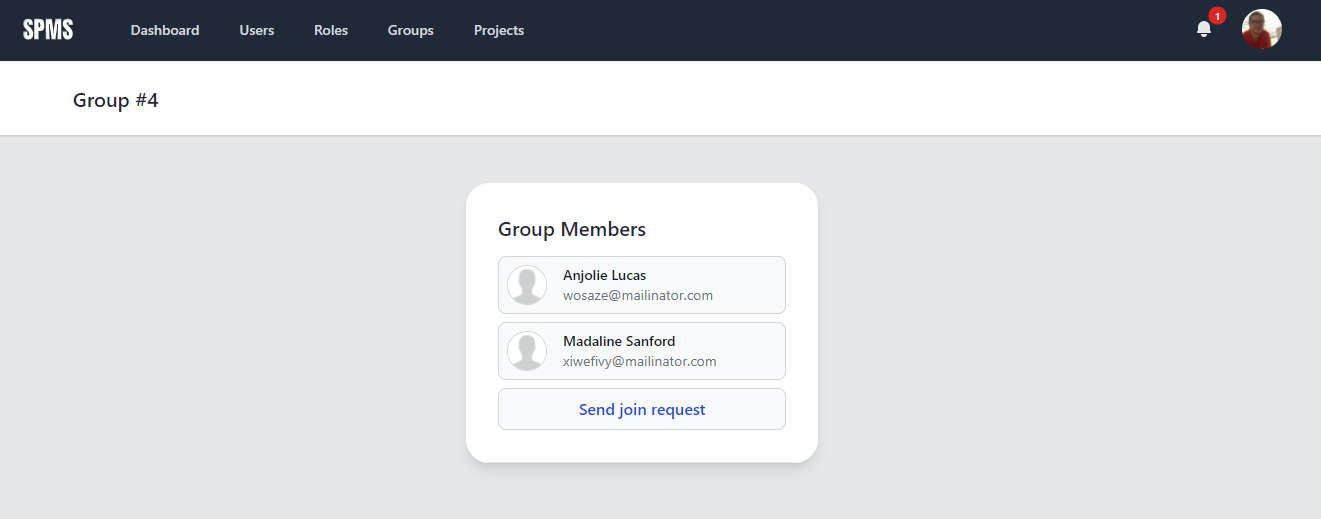 SPMS
Dashboard Users Roles Groups Projects
1
Group #4
Group Members
Anjolie Lucas
wosaze@mailinator.com
Madaline Sanford
xiwefivy@mailinator.com
Send join request